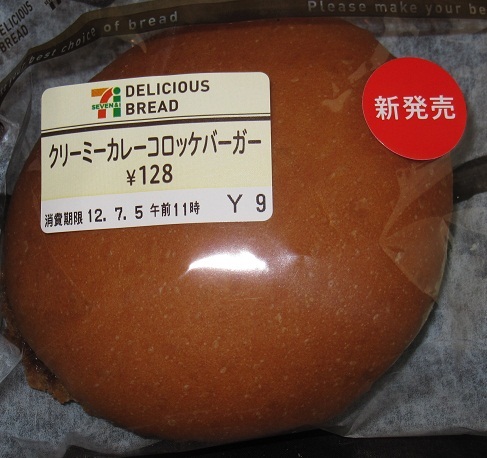 BREAD
best choice of bread
Please make your be
7
SEVEN&i
DELICIOUS
BREAD
クリーミーカレーコロッケバーガー
¥128
消費期限 12. 7. 5 午前11時 Y 9
新発売